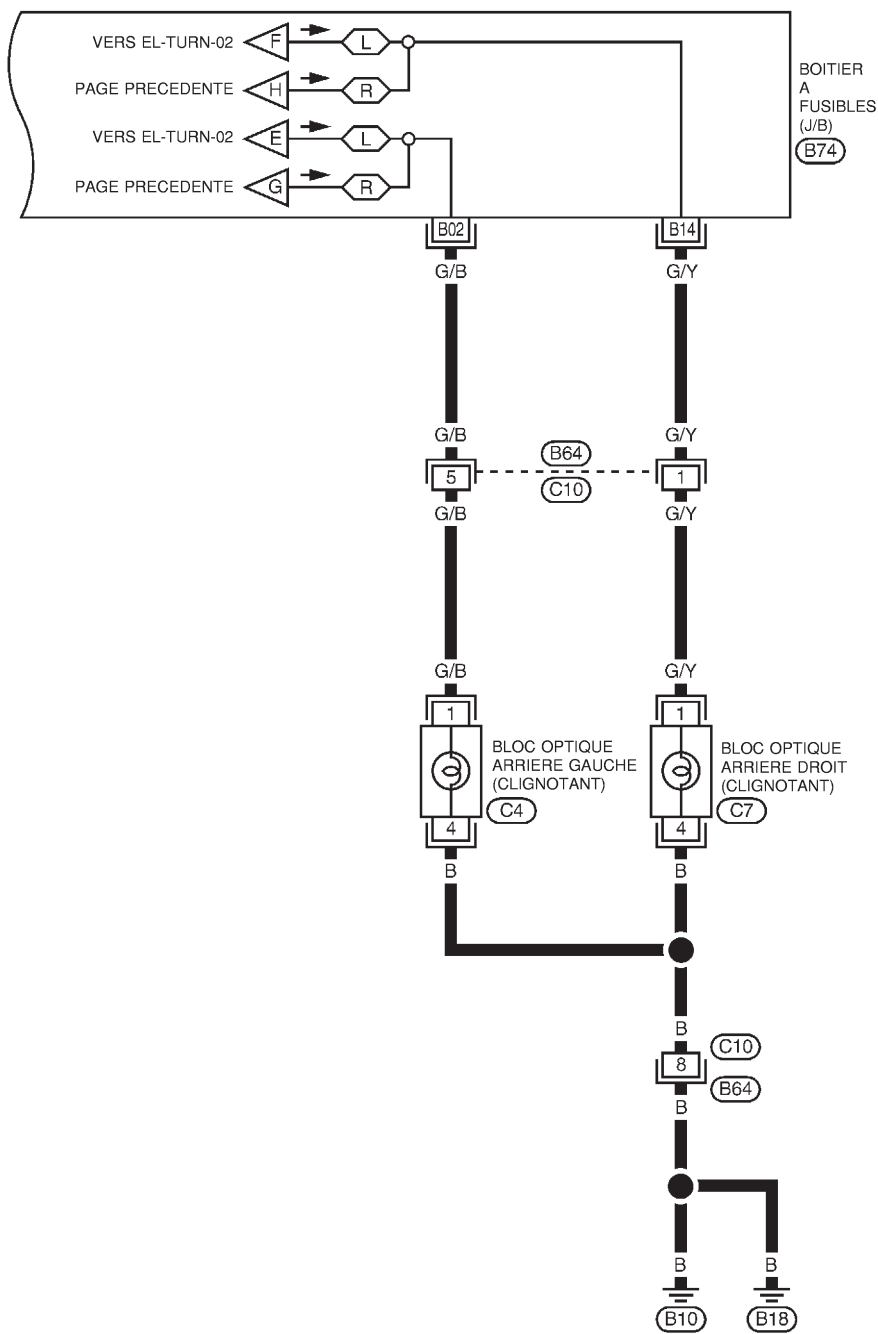 VERS EL-TURN-02 F L
PAGE PRECEDENTE H R
VERS EL-TURN-02 E L
PAGE PRECEDENTE G R
BOITIER
A
FUSIBLES
(J/B)
B74
B02 B14
G/B G/Y
G/B G/Y
B64
5 1
C10
G/B G/Y
G/B G/Y
1 1
BLOC OPTIQUE
ARRIERE GAUCHE
(CLIGNOTANT)
C4
BLOC OPTIQUE
ARRIERE DROIT
(CLIGNOTANT)
C7
4 4
B B
B
C10
8
B64
B
B B
B10 B18